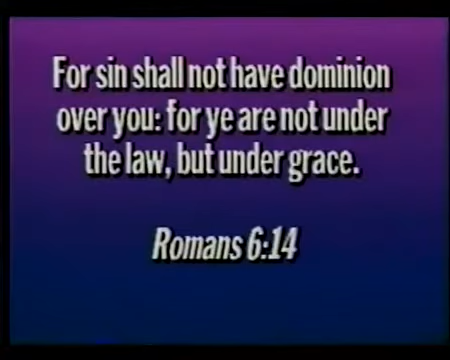 For sin shall not have dominion
over you: for ye are not under
the law, but under grace.
Romans 6:14